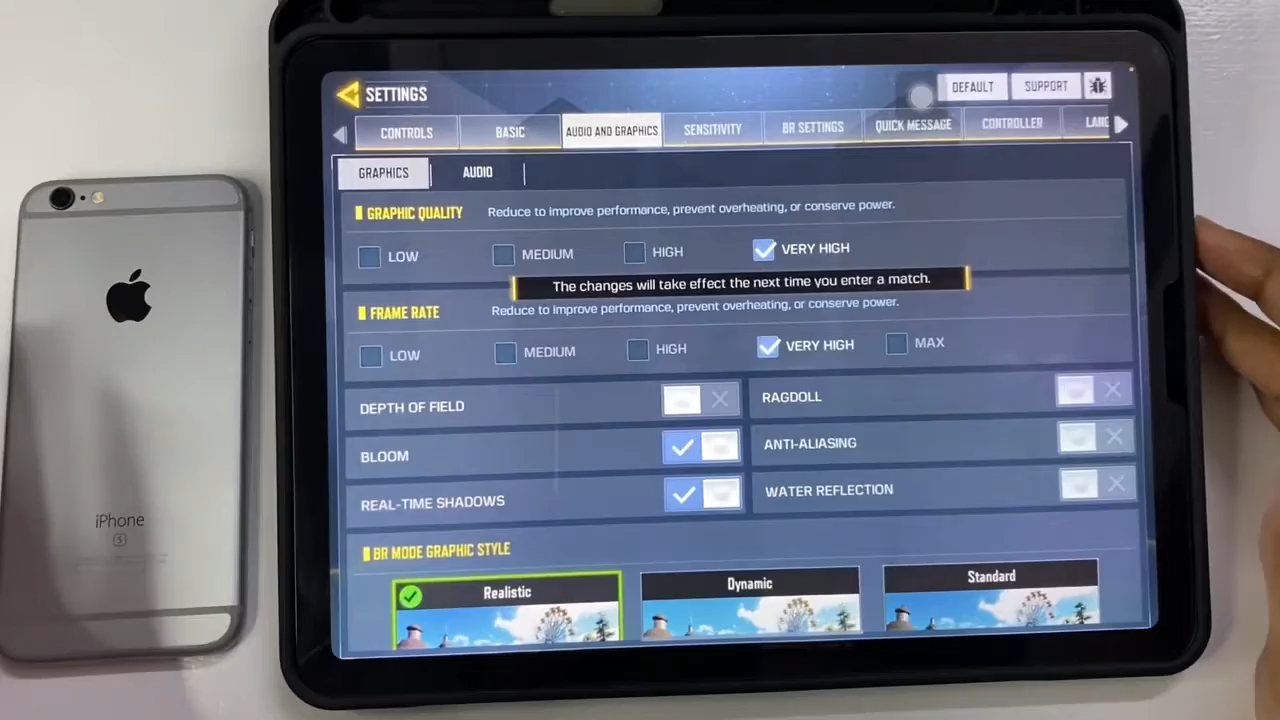 SETTINGS
DEFAULT
SUPPORT
CONTROLS
BASIC
AUDIO AND GRAPHICS
SENSITIVITY
BR SETTINGS
QUICK MESSAGE
CONTROLLER
LANG
GRAPHICS
AUDIO
GRAPHIC QUALITY Reduce to improve performance, prevent overheating, or conserve power.
LOW
MEDIUM
HIGH
VERY HIGH
The changes will take effect the next time you enter a match.
FRAME RATE Reduce to improve performance, prevent overheating, or conserve power.
LOW
MEDIUM
HIGH
VERY HIGH
MAX
DEPTH OF FIELD
RAGDOLL
BLOOM
ANTI-ALIASING
REAL-TIME SHADOWS
WATER REFLECTION
BR MODE GRAPHIC STYLE
Realistic
Dynamic
Standard
iPhone
S